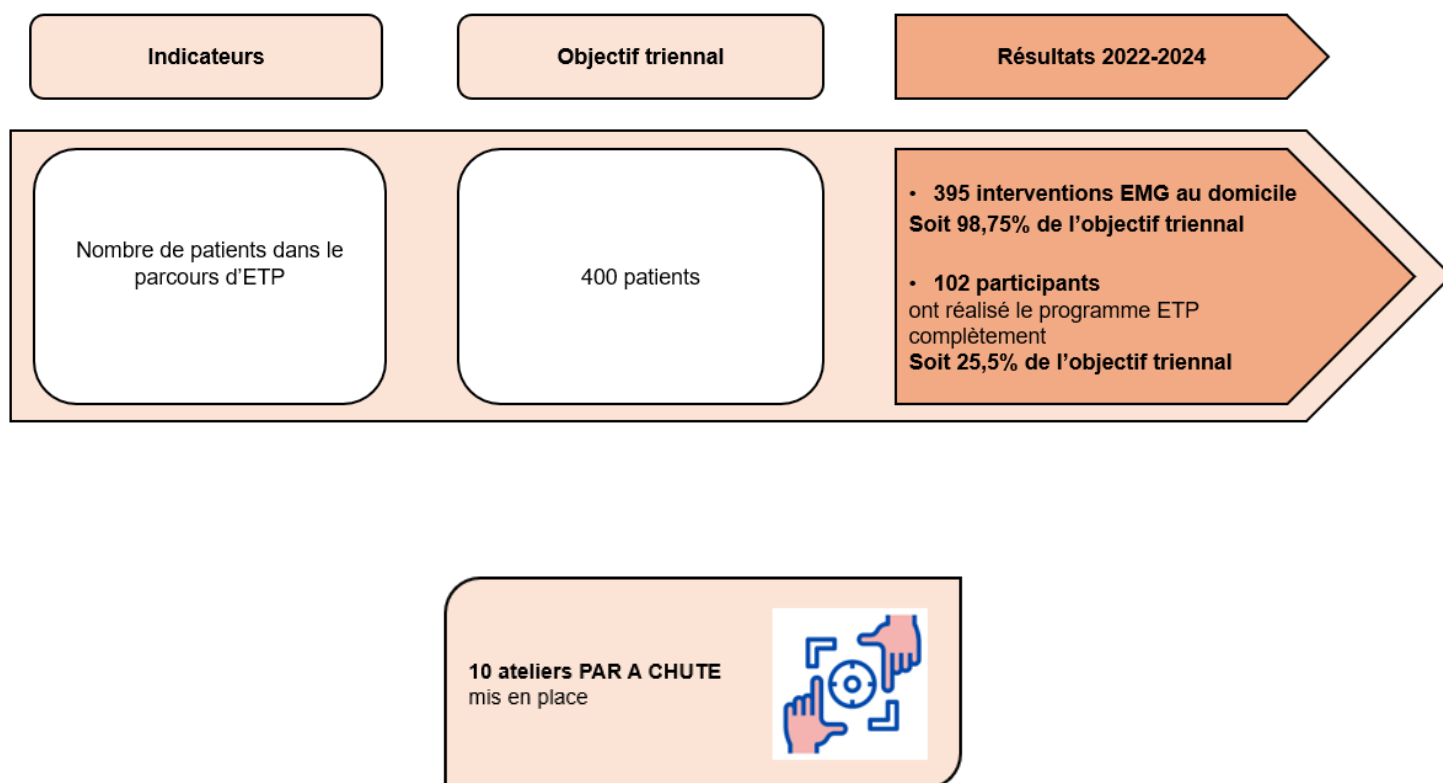 Indicateurs
Objectif triennal
Résultats 2022-2024
Nombre de patients dans le
parcours d’ETP
400 patients
• 395 interventions EMG au domicile
Soit 98,75% de l’objectif triennal
• 102 participants
ont réalisé le programme ETP
complètement
Soit 25,5% de l’objectif triennal
10 ateliers PAR A CHUTE
mis en place